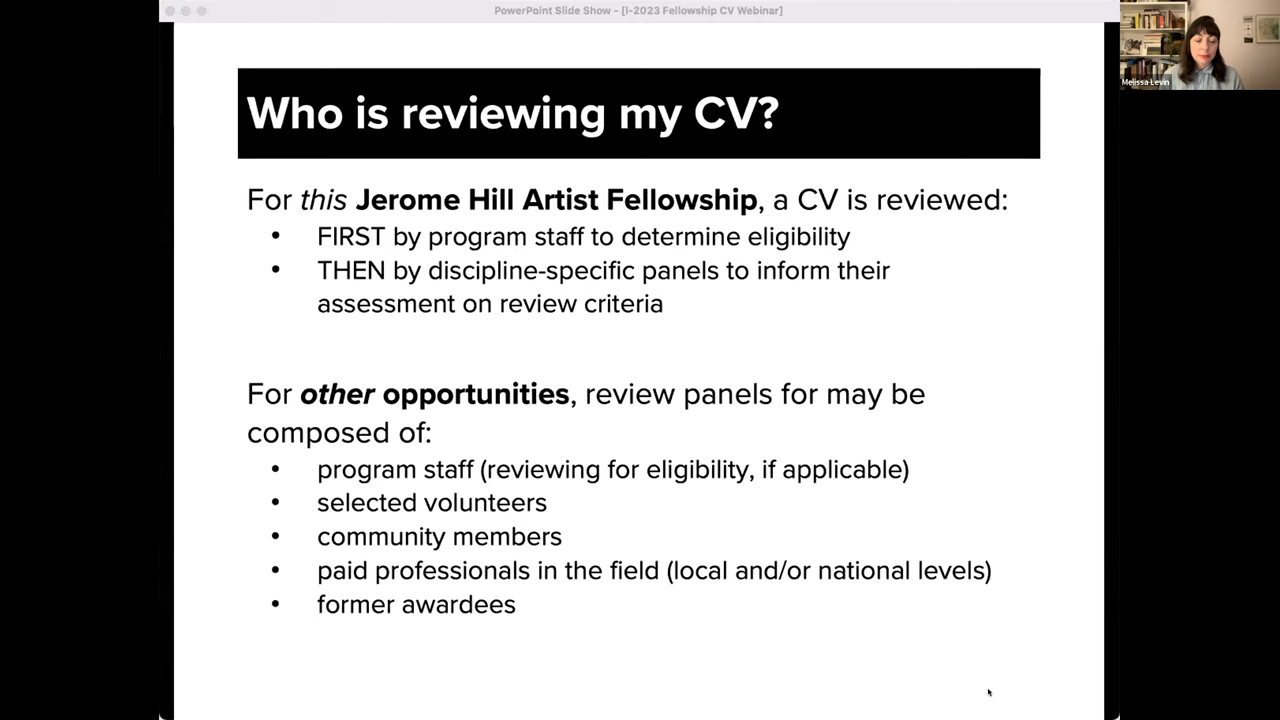 PowerPoint Slide Show - [I-2023 Fellowship CV Webinar]
Melissa Levin
Who is reviewing my CV?
For this Jerome Hill Artist Fellowship, a CV is reviewed:
• FIRST by program staff to determine eligibility
• THEN by discipline-specific panels to inform their
assessment on review criteria
For other opportunities, review panels for may be
composed of:
• program staff (reviewing for eligibility, if applicable)
• selected volunteers
• community members
• paid professionals in the field (local and/or national levels)
• former awardees